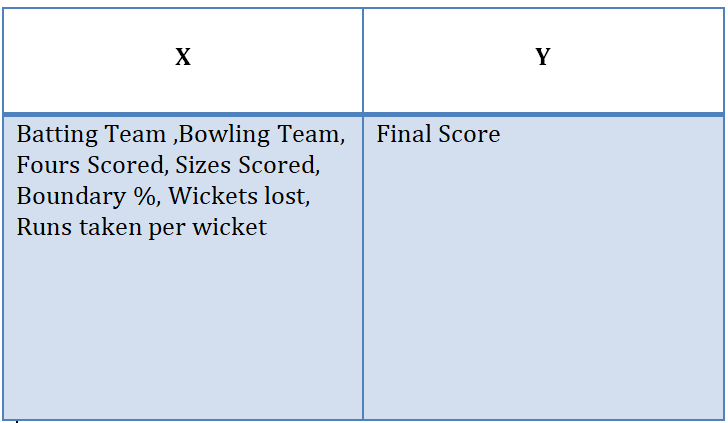 X
Y
Batting Team ,Bowling Team,
Fours Scored, Sizes Scored,
Boundary %, Wickets lost,
Runs taken per wicket
Final Score